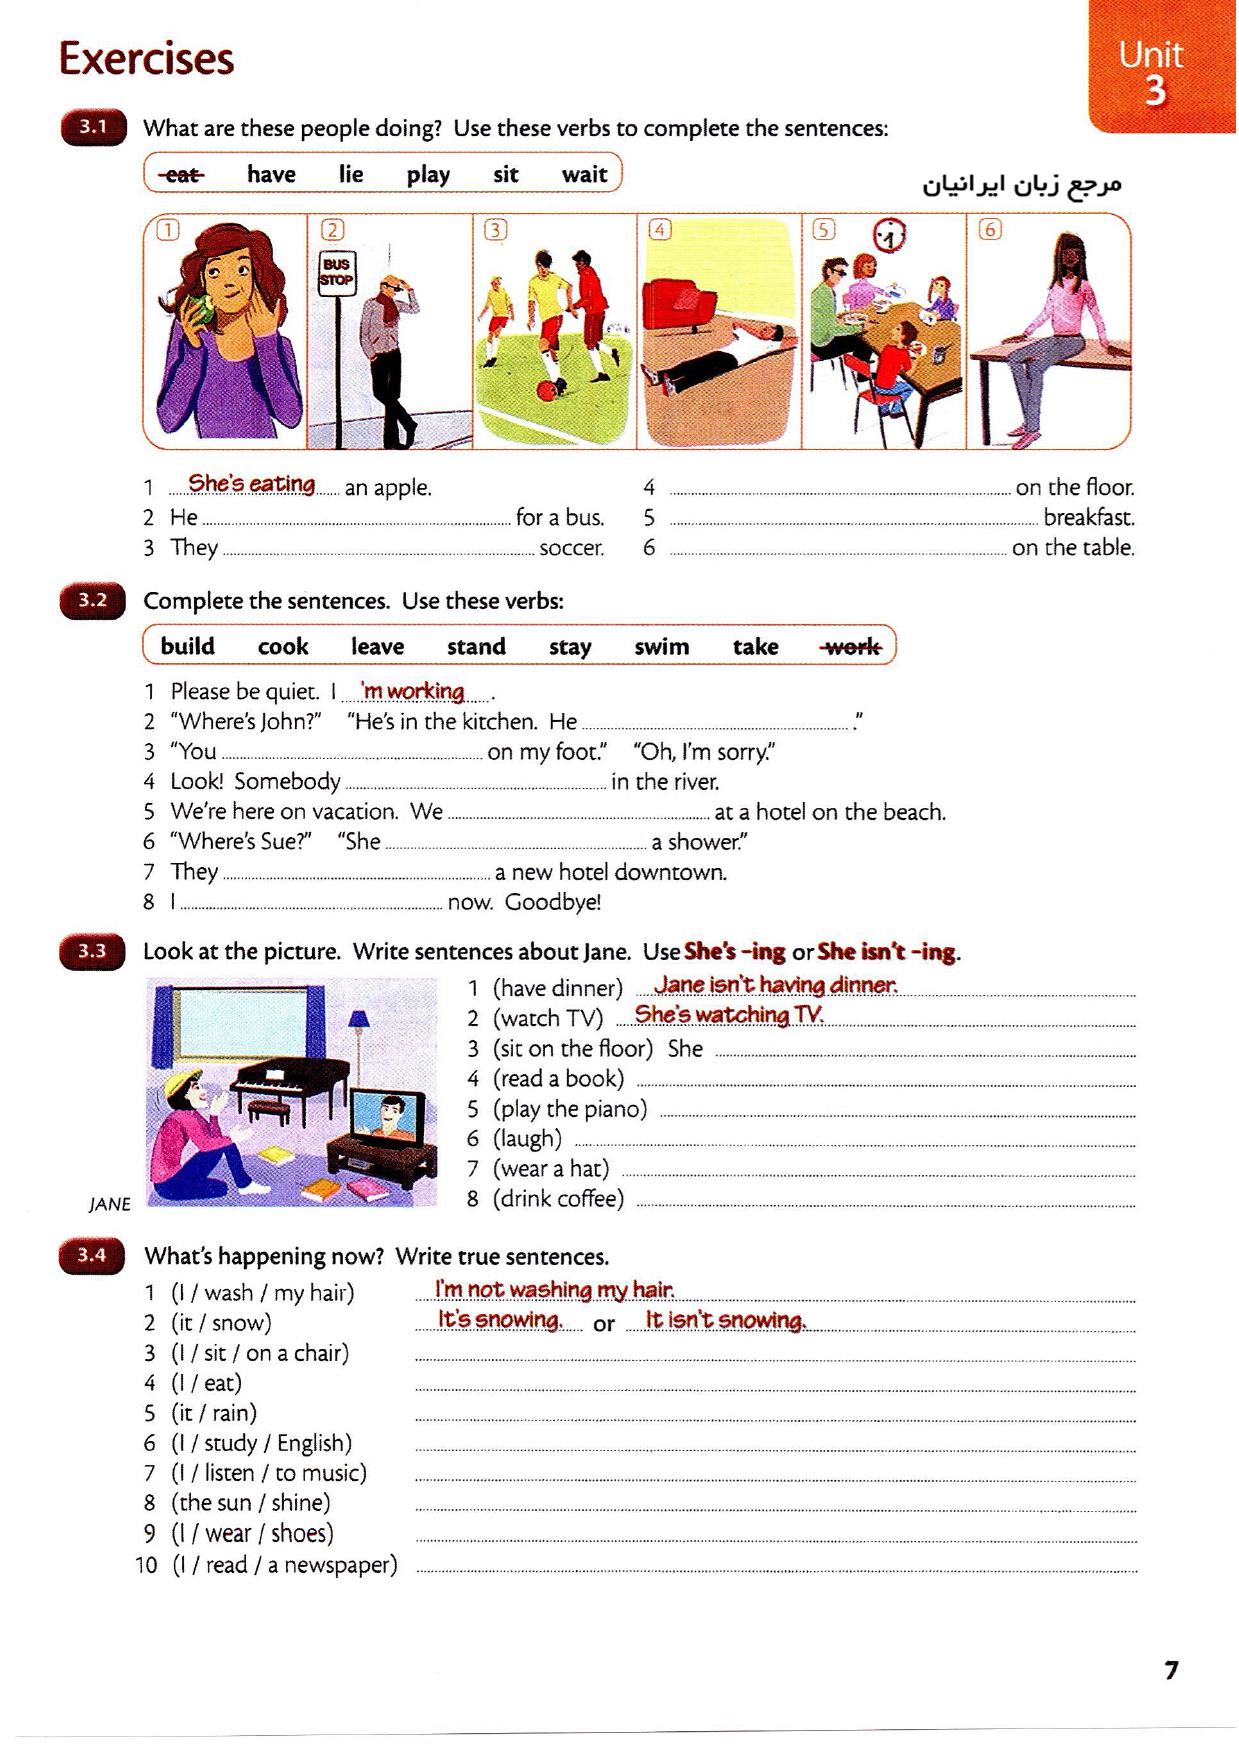 Exercises
Unit
3
3.1 What are these people doing? Use these verbs to complete the sentences:
eat have lie play sit wait
مرجع زبان ایرانیان
1 2 3 4 5 6
BUS
STOP
1 She's eating an apple.
2 He for a bus.
3 They soccer.
4 on the floor.
5 breakfast.
6 on the table.
3.2 Complete the sentences. Use these verbs:
build cook leave stand stay swim take work
1 Please be quiet. I 'm working .
2 “Where's John?” “He's in the kitchen. He .”
3 “You on my foot.” “Oh, I'm sorry.”
4 Look! Somebody in the river.
5 We're here on vacation. We at a hotel on the beach.
6 “Where's Sue?” “She a shower.”
7 They a new hotel downtown.
8 I now. Goodbye!
3.3 Look at the picture. Write sentences about Jane. Use She's -ing or She isn't -ing.
JANE
1 (have dinner) Jane isn't having dinner.
2 (watch TV) She's watching TV.
3 (sit on the floor) She
4 (read a book)
5 (play the piano)
6 (laugh)
7 (wear a hat)
8 (drink coffee)
3.4 What's happening now? Write true sentences.
1 (I / wash / my hair) I'm not washing my hair.
2 (it / snow) It's snowing. or It isn't snowing.
3 (I / sit / on a chair)
4 (I / eat)
5 (it / rain)
6 (I / study / English)
7 (I / listen / to music)
8 (the sun / shine)
9 (I / wear / shoes)
10 (I / read / a newspaper)
7